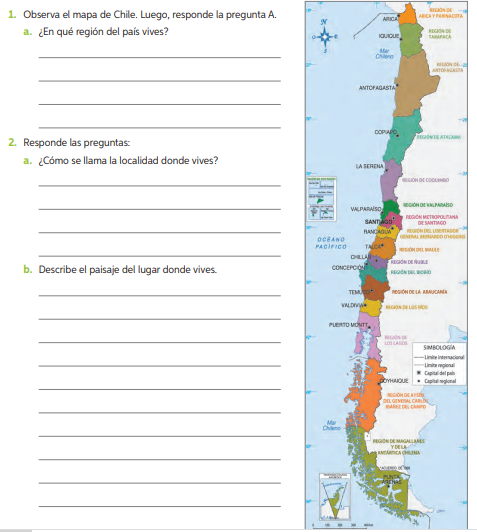 1. Observa el mapa de Chile. Luego, responde la pregunta A.
a. ¿En qué región del país vives?
2. Responde las preguntas:
a. ¿Cómo se llama la localidad donde vives?
b. Describe el paisaje del lugar donde vives.
N
S
ARICA
REGIÓN DE
ARICA Y PARINACOTA
IQUIQUE
REGIÓN DE
TARAPACÁ
Mar
Chileno
REGIÓN DE
ANTOFAGASTA
ANTOFAGASTA
COPIAPÓ
REGIÓN DE ATACAMA
LA SERENA
REGIÓN DE COQUIMBO
VALPARAÍSO
REGIÓN DE VALPARAÍSO
SANTIAGO
REGIÓN METROPOLITANA
DE SANTIAGO
RANCAGUA
REGIÓN DEL LIBERTADOR
GENERAL BERNARDO O'HIGGINS
OCÉANO
PACÍFICO
TALCA
REGIÓN DEL MAULE
CHILLÁN
REGIÓN DE ÑUBLE
CONCEPCIÓN
REGIÓN DEL BIOBÍO
TEMUCO
REGIÓN DE LA ARAUCANÍA
VALDIVIA
REGIÓN DE LOS RÍOS
PUERTO MONTT
REGIÓN DE
LOS LAGOS
SIMBOLOGÍA
Límite internacional
Límite regional
Capital del país
Capital regional
COYHAIQUE
REGIÓN DE AYSÉN
DEL GENERAL CARLOS
IBÁÑEZ DEL CAMPO
Mar
Chileno
REGIÓN DE MAGALLANES
Y DE LA
ANTÁRTICA CHILENA
ACUERDO DE 1998
PUNTA
ARENAS